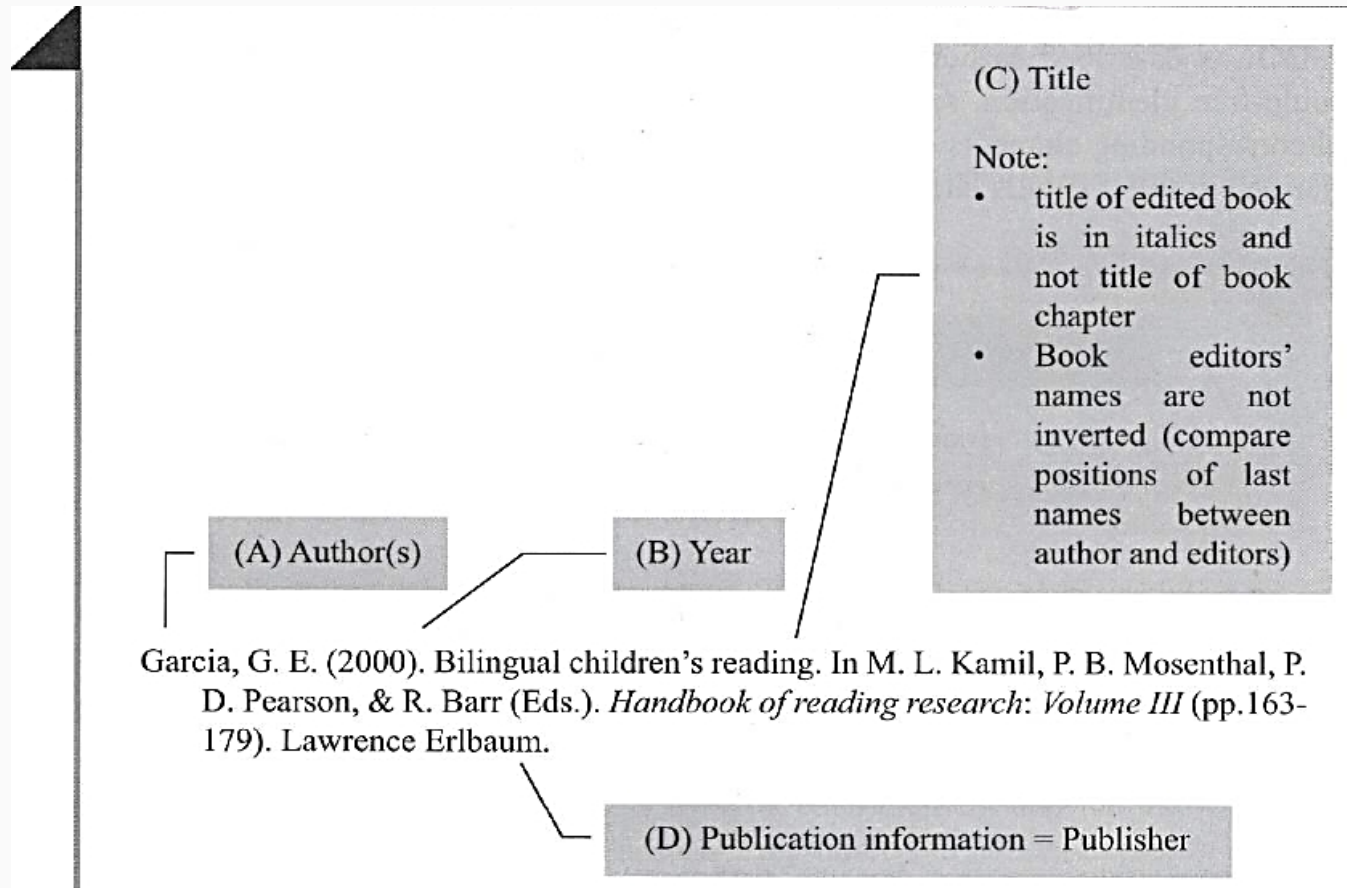 (C) Title
Note:
• title of edited book
is in italics and
not title of book
chapter
• Book editors’
names are not
inverted (compare
positions of last
names between
author and editors)
(A) Author(s)
(B) Year
Garcia, G. E. (2000). Bilingual children’s reading. In M. L. Kamil, P. B. Mosenthal, P.
D. Pearson, & R. Barr (Eds.). Handbook of reading research: Volume III (pp.163-
179). Lawrence Erlbaum.
(D) Publication information = Publisher